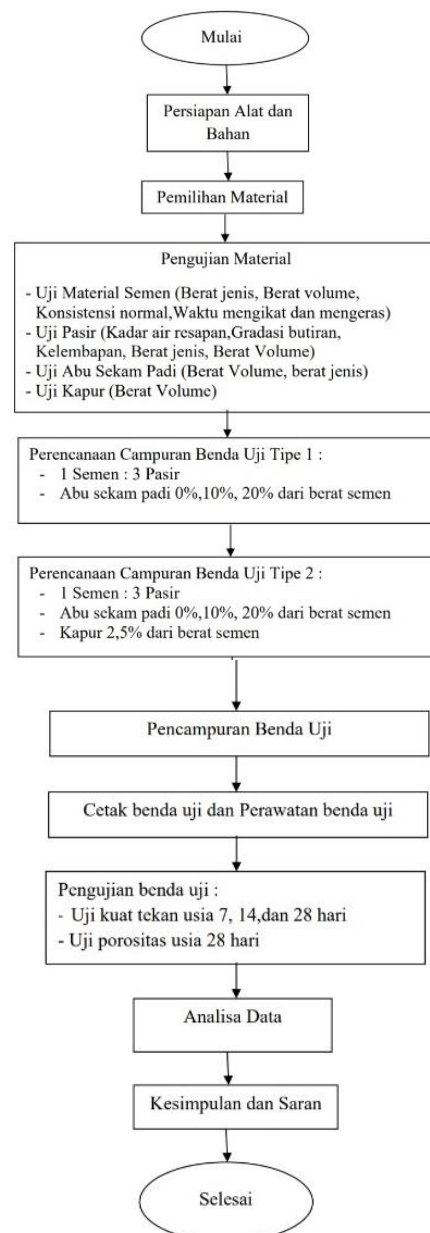 Mulai
Persiapan Alat dan
Bahan
Pemilihan Material
Pengujian Material
- Uji Material Semen (Berat jenis, Berat volume,
Konsistensi normal,Waktu mengikat dan mengeras)
- Uji Pasir (Kadar air resapan,Gradasi butiran,
Kelembapan, Berat jenis, Berat Volume)
- Uji Abu Sekam Padi (Berat Volume, berat jenis)
- Uji Kapur (Berat Volume)
Perencanaan Campuran Benda Uji Tipe 1 :
- 1 Semen : 3 Pasir
- Abu sekam padi 0%,10%, 20% dari berat semen
Perencanaan Campuran Benda Uji Tipe 2 :
- 1 Semen : 3 Pasir
- Abu sekam padi 0%,10%, 20% dari berat semen
- Kapur 2,5% dari berat semen
Pencampuran Benda Uji
Cetak benda uji dan Perawatan benda uji
Pengujian benda uji :
- Uji kuat tekan usia 7, 14,dan 28 hari
- Uji porositas usia 28 hari
Analisa Data
Kesimpulan dan Saran
Selesai